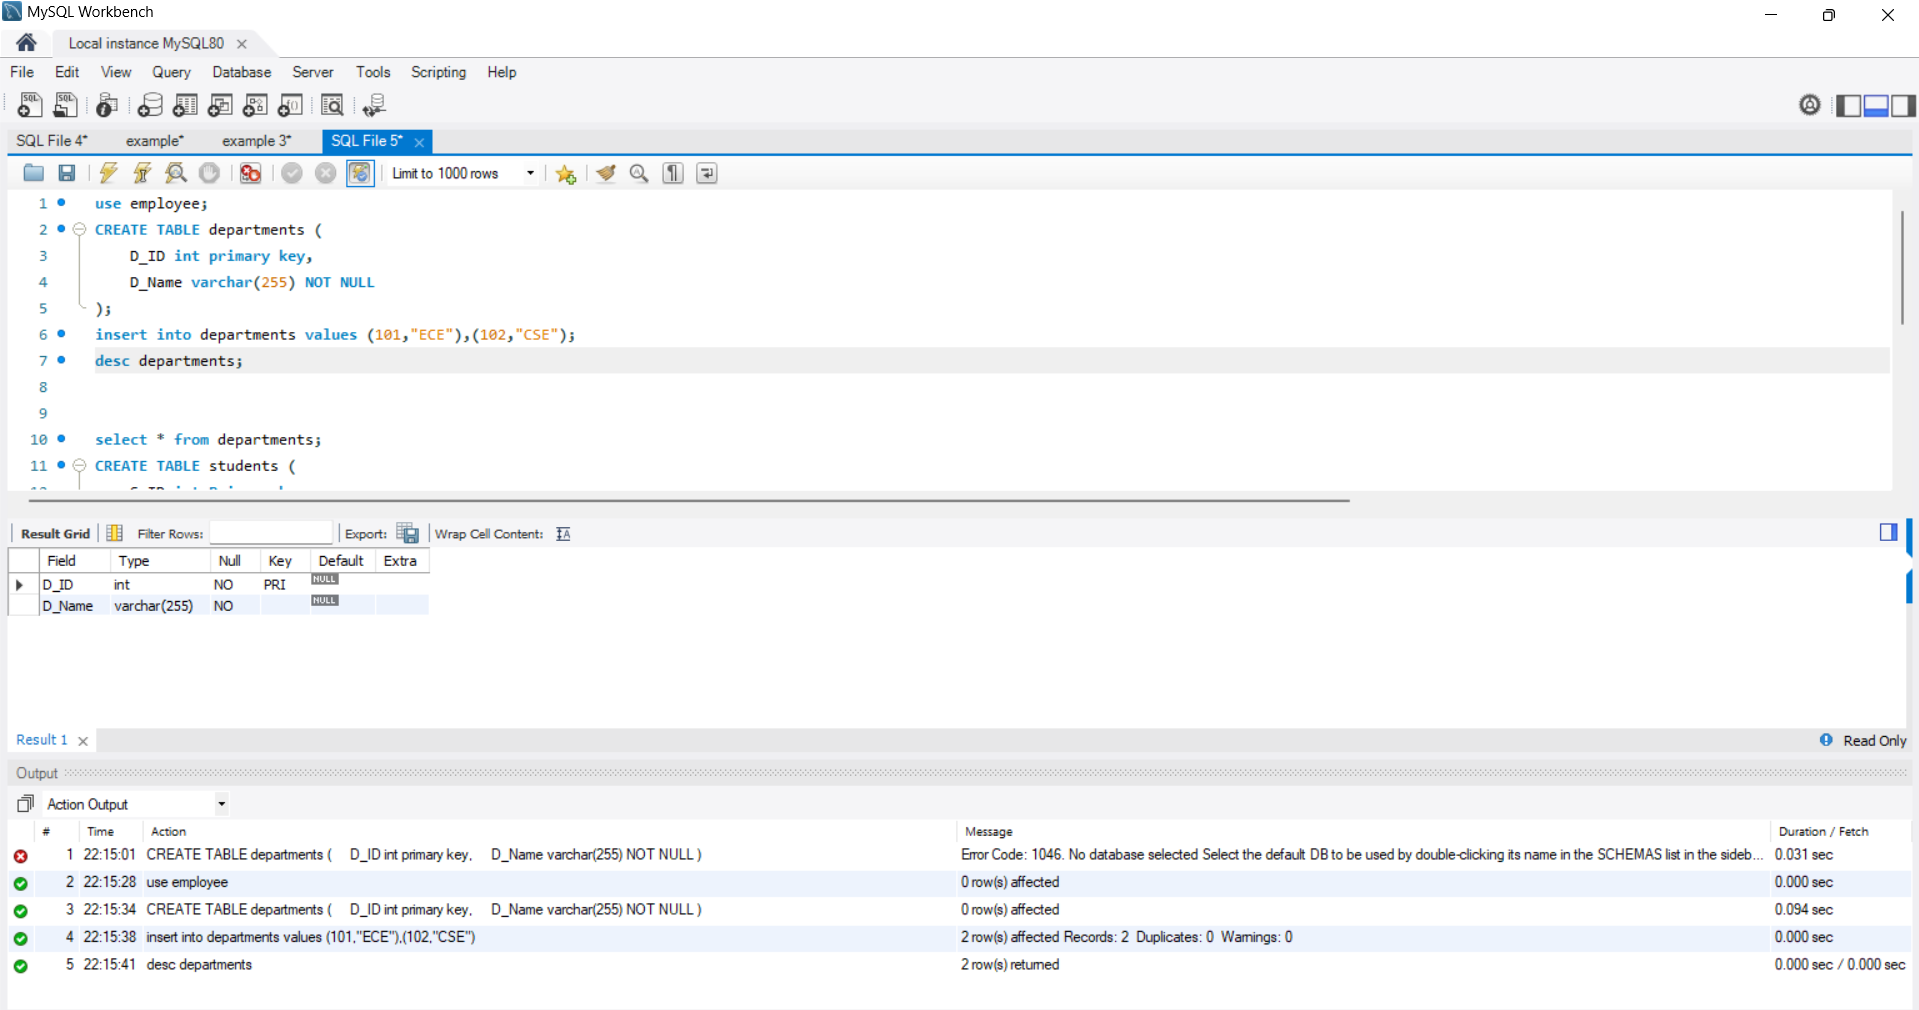 MySQL Workbench
Local instance MySQL80
File Edit View Query Database Server Tools Scripting Help
SQL File 4* example* example 3* SQL File 5*
Limit to 1000 rows
1 use employee;
2 CREATE TABLE departments (
3 D_ID int primary key,
4 D_Name varchar(255) NOT NULL
5 );
6 insert into departments values (101,"ECE"),(102,"CSE");
7 desc departments;
8
9
10 select * from departments;
11 CREATE TABLE students (
Result Grid Filter Rows: Export: Wrap Cell Content:
Field Type Null Key Default Extra
D_ID int NO PRI NULL
D_Name varchar(255) NO NULL
Result 1 Read Only
Output
Action Output
# Time Action Message Duration / Fetch
1 22:15:01 CREATE TABLE departments ( D_ID int primary key, D_Name varchar(255) NOT NULL ) Error Code: 1046. No database selected Select the default DB to be used by double-clicking its name in the SCHEMAS list in the sideb... 0.031 sec
2 22:15:28 use employee 0 row(s) affected 0.000 sec
3 22:15:34 CREATE TABLE departments ( D_ID int primary key, D_Name varchar(255) NOT NULL ) 0 row(s) affected 0.094 sec
4 22:15:38 insert into departments values (101,"ECE"),(102,"CSE") 2 row(s) affected Records: 2 Duplicates: 0 Warnings: 0 0.000 sec
5 22:15:41 desc departments 2 row(s) returned 0.000 sec / 0.000 sec